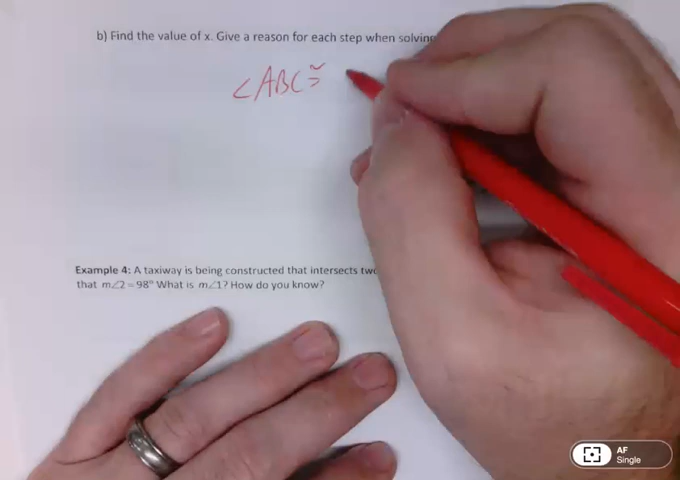 b) Find the value of x. Give a reason for each step when solving
∠ABC ≅
Example 4: A taxiway is being constructed that intersects two
that m∠2 = 98° What is m∠1? How do you know?
AF
Single